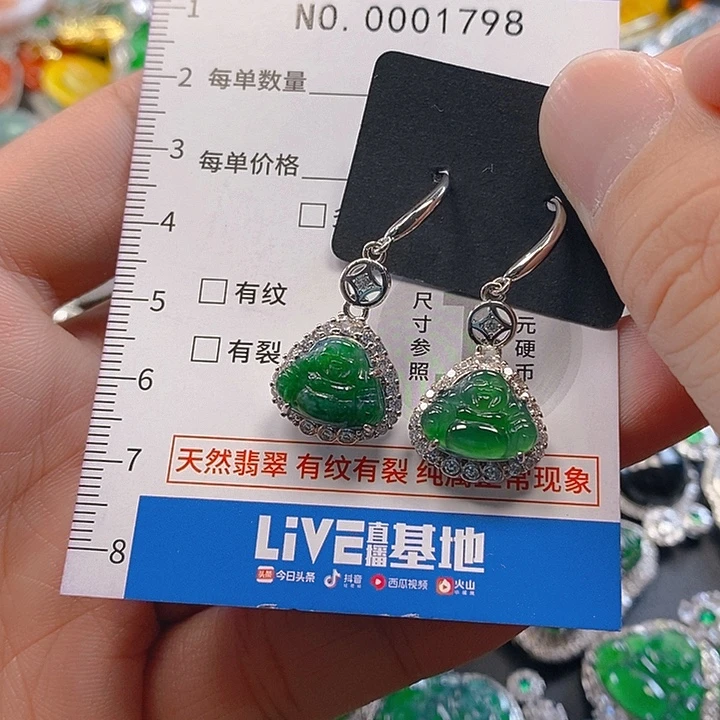 1
NO. 0001798
2
每单数量
3
每单价格
4
5
有纹
尺寸参照
元硬币
有裂
6
7
天然翡翠 有纹有裂 纯属正常现象
8
LiVE直播基地
头条 今日头条 抖音 西瓜视频 火山